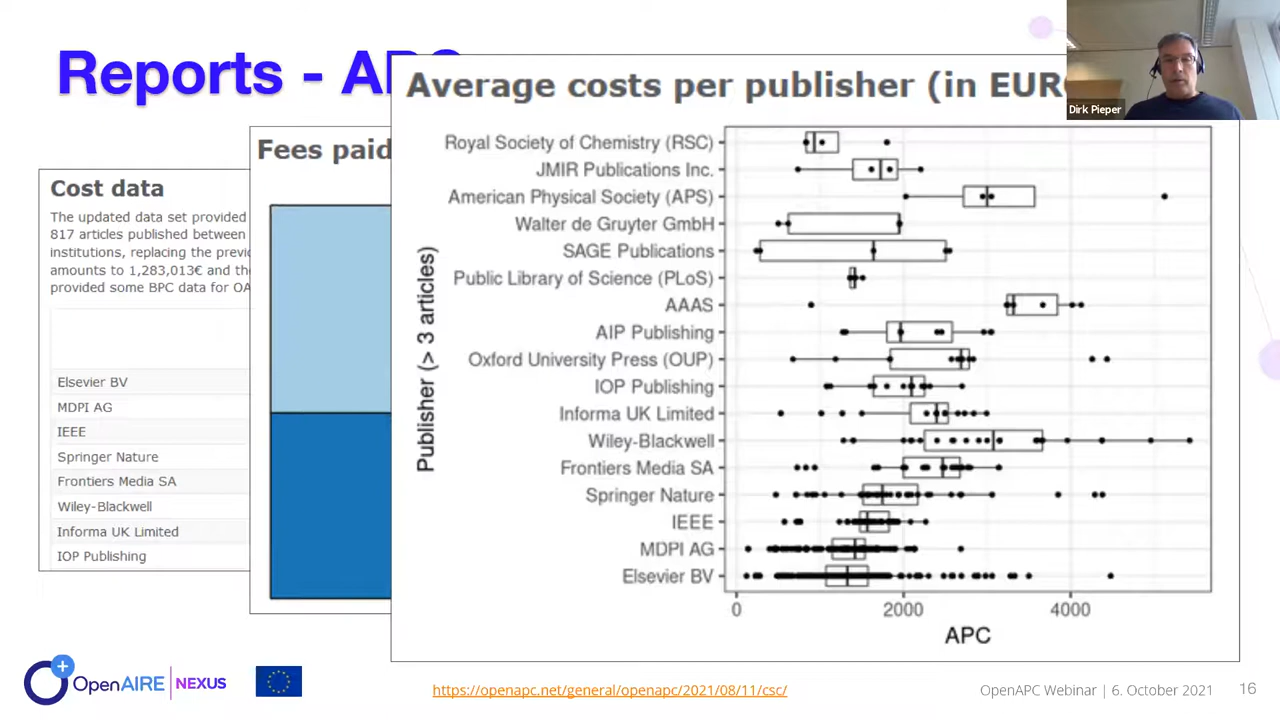 Reports - APC
Dirk Pieper
Cost data
The updated data set provided
817 articles published between
institutions, replacing the previ
amounts to 1,283,013€ and the
provided some BPC data for OA
Elsevier BV
MDPI AG
IEEE
Springer Nature
Frontiers Media SA
Wiley-Blackwell
Informa UK Limited
IOP Publishing
Fees paid
Average costs per publisher (in EUR
Publisher (> 3 articles)
Royal Society of Chemistry (RSC)
JMIR Publications Inc.
American Physical Society (APS)
Walter de Gruyter GmbH
SAGE Publications
Public Library of Science (PLoS)
AAAS
AIP Publishing
Oxford University Press (OUP)
IOP Publishing
Informa UK Limited
Wiley-Blackwell
Frontiers Media SA
Springer Nature
IEEE
MDPI AG
Elsevier BV
0 2000 4000
APC
OpenAIRE NEXUS
https://openapc.net/general/openapc/2021/08/11/csc/
OpenAPC Webinar | 6. October 2021 16